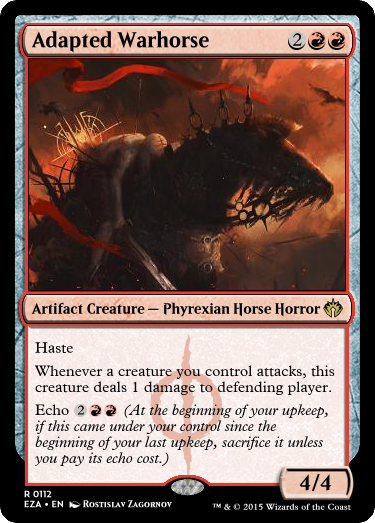 Adapted Warhorse 2
Artifact Creature — Phyrexian Horse Horror
Haste
Whenever a creature you control attacks, this
creature deals 1 damage to defending player.
Echo 2 (At the beginning of your upkeep,
if this came under your control since the
beginning of your last upkeep, sacrifice it unless
you pay its echo cost.)
4/4
R 0112
EZA • EN Rostislav Zagornov
™ & © 2015 Wizards of the Coast